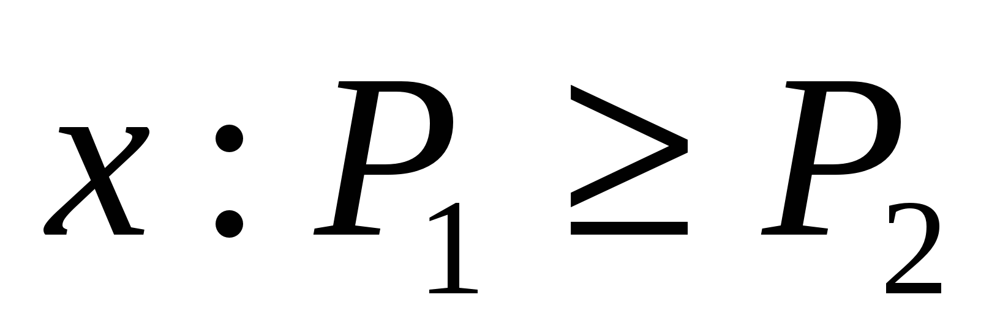 x : P₁ ≥ P₂